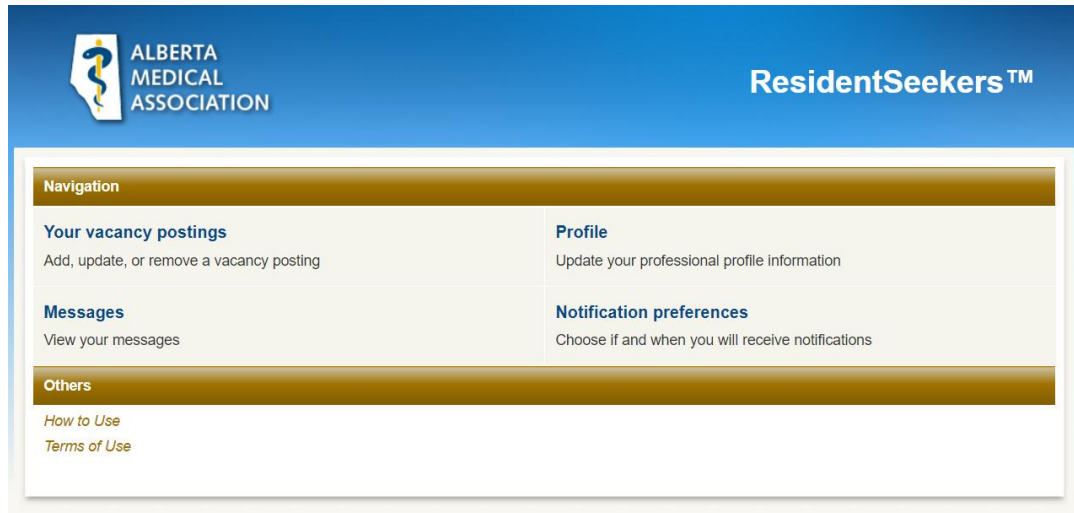 ALBERTA
MEDICAL
ASSOCIATION
ResidentSeekers™
Navigation
Your vacancy postings
Add, update, or remove a vacancy posting
Profile
Update your professional profile information
Messages
View your messages
Notification preferences
Choose if and when you will receive notifications
Others
How to Use
Terms of Use